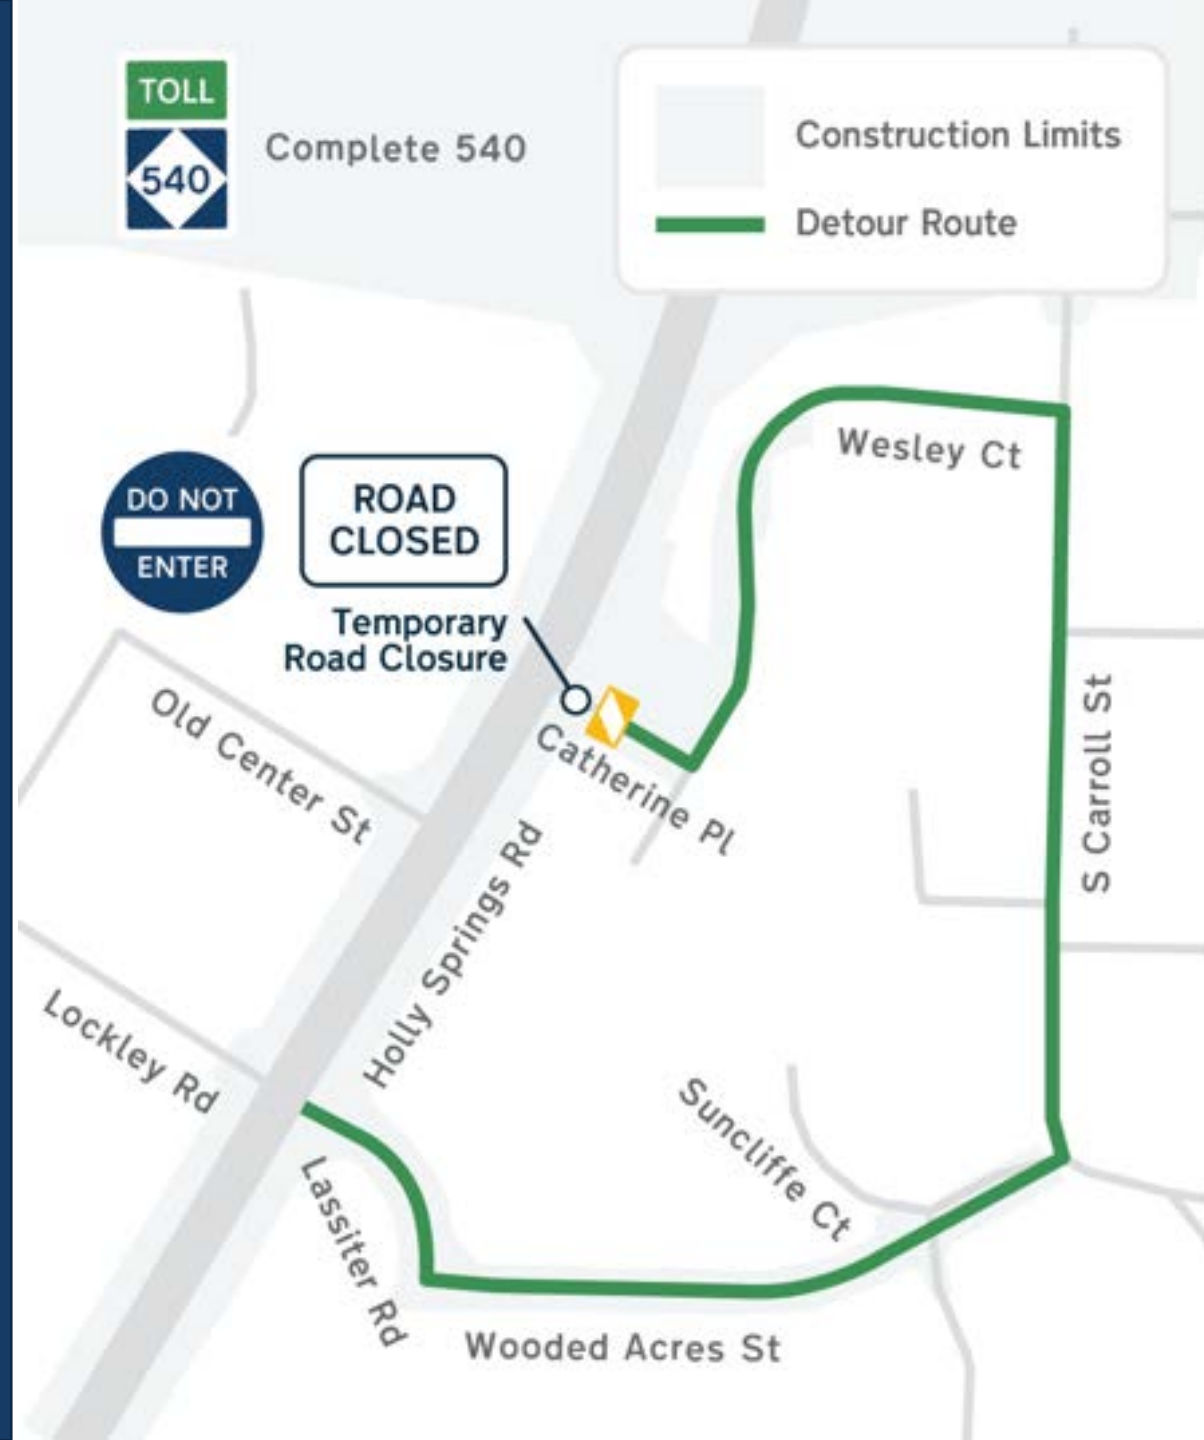 TOLL
540
Complete 540
Construction Limits
Detour Route
Wesley Ct
DO NOT
ENTER
ROAD
CLOSED
Temporary
Road Closure
Old Center St
Catherine Pl
S Carroll St
Holly Springs Rd
Lockley Rd
Suncliffe Ct
Lassiter Rd
Wooded Acres St